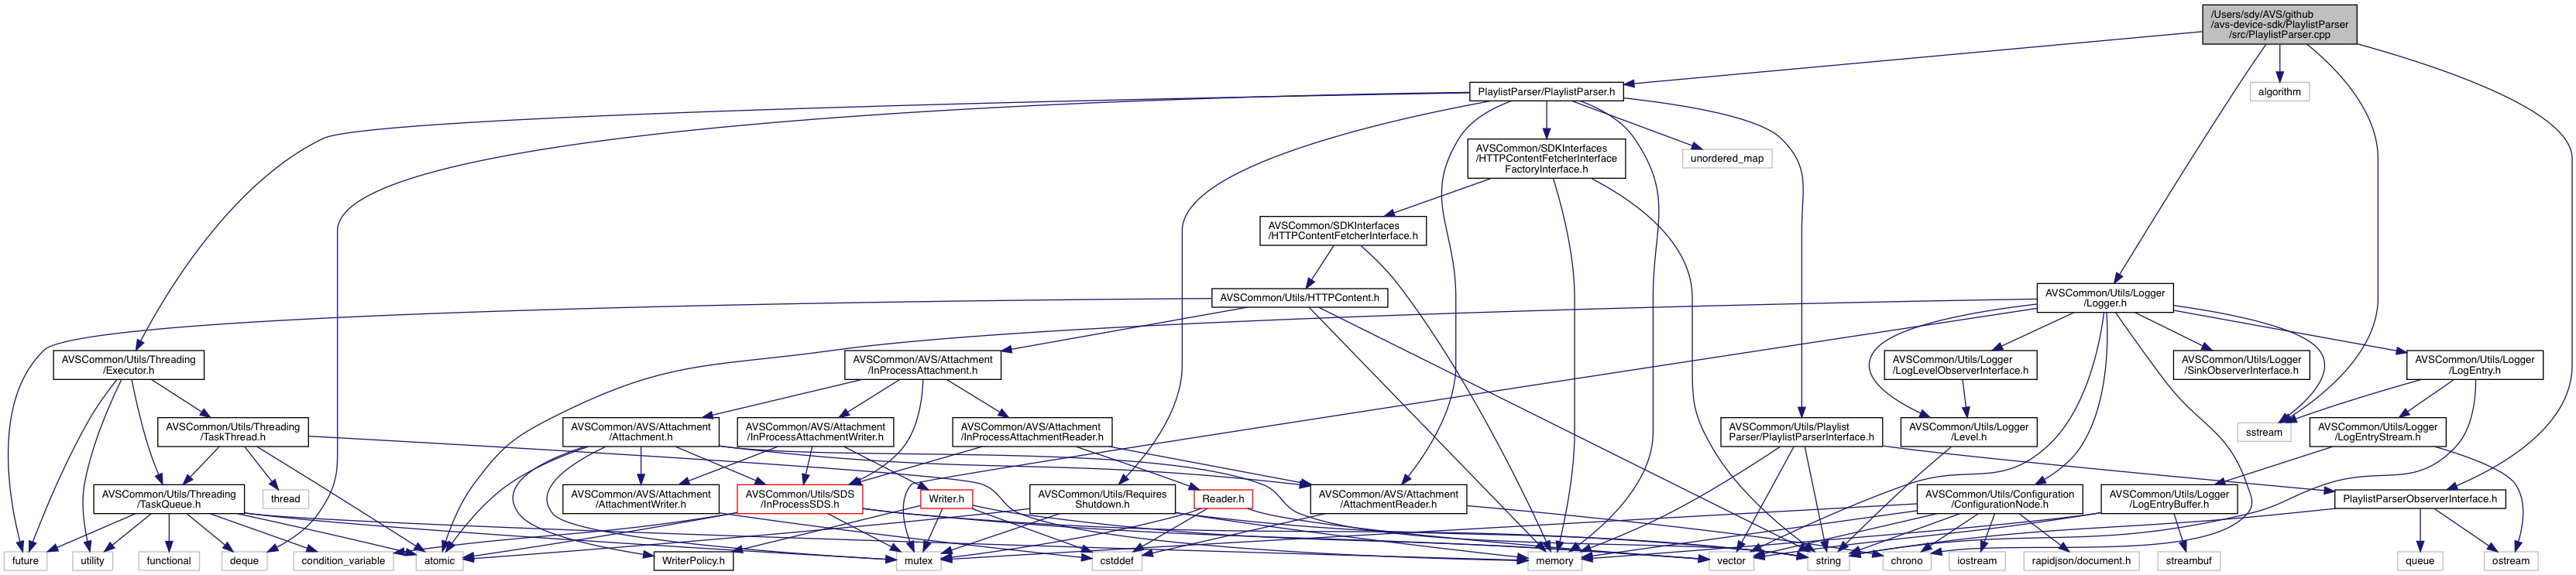 /Users/sdy/AVS/github
/avs-device-sdk/PlaylistParser
/src/PlaylistParser.cpp
PlaylistParser/PlaylistParser.h
algorithm
AVSCommon/SDKInterfaces
/HTTPContentFetcherInterface
FactoryInterface.h
unordered_map
AVSCommon/SDKInterfaces
/HTTPContentFetcherInterface.h
AVSCommon/Utils/HTTPContent.h
AVSCommon/Utils/Logger
/Logger.h
AVSCommon/Utils/Threading
/Executor.h
AVSCommon/AVS/Attachment
/InProcessAttachment.h
AVSCommon/Utils/Logger
/LogLevelObserverInterface.h
AVSCommon/Utils/Logger
/SinkObserverInterface.h
AVSCommon/Utils/Logger
/LogEntry.h
AVSCommon/Utils/Threading
/TaskThread.h
AVSCommon/AVS/Attachment
/Attachment.h
AVSCommon/AVS/Attachment
/InProcessAttachmentWriter.h
AVSCommon/AVS/Attachment
/InProcessAttachmentReader.h
AVSCommon/Utils/Playlist
Parser/PlaylistParserInterface.h
AVSCommon/Utils/Logger
/Level.h
sstream
AVSCommon/Utils/Logger
/LogEntryStream.h
AVSCommon/Utils/Threading
/TaskQueue.h
thread
AVSCommon/AVS/Attachment
/AttachmentWriter.h
AVSCommon/Utils/SDS
/InProcessSDS.h
Writer.h
AVSCommon/Utils/Requires
Shutdown.h
Reader.h
AVSCommon/AVS/Attachment
/AttachmentReader.h
AVSCommon/Utils/Configuration
/ConfigurationNode.h
AVSCommon/Utils/Logger
/LogEntryBuffer.h
PlaylistParserObserverInterface.h
future
utility
functional
deque
condition_variable
atomic
WriterPolicy.h
mutex
cstddef
memory
vector
string
chrono
iostream
rapidjson/document.h
streambuf
queue
ostream